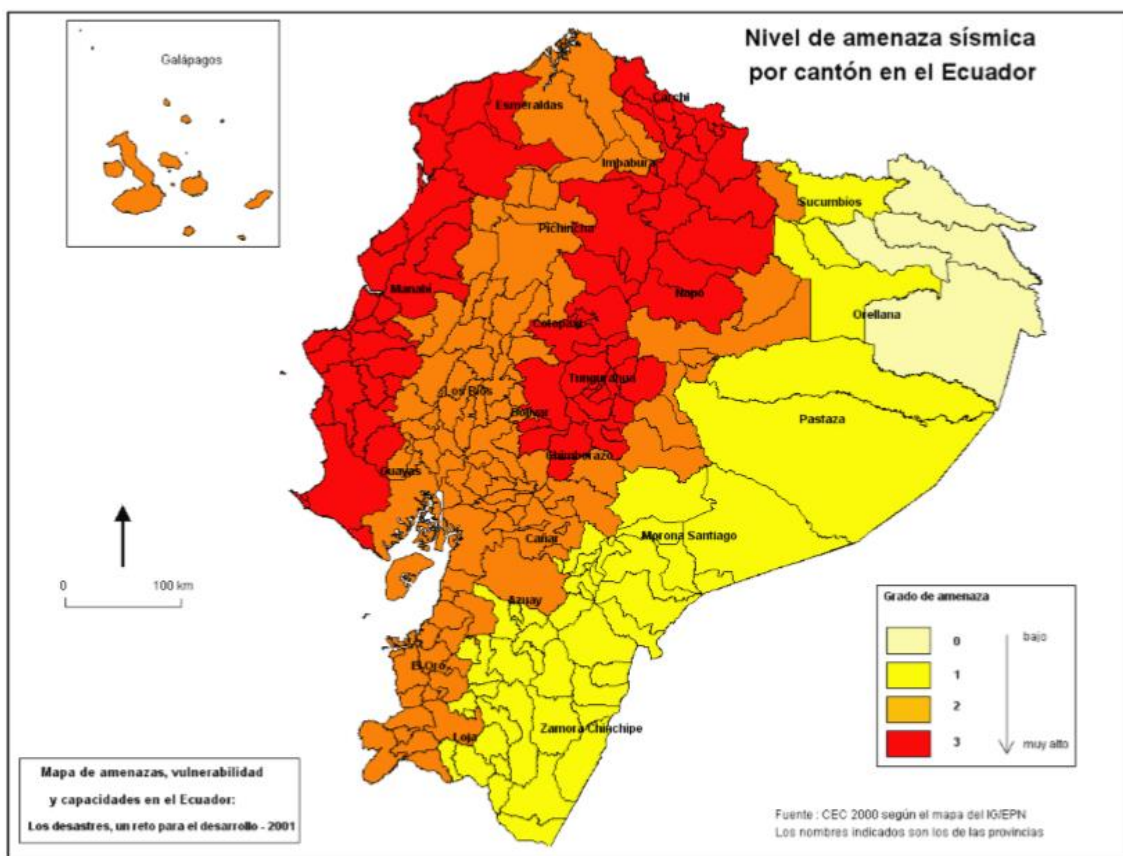 Galápagos
Nivel de amenaza sísmica
por cantón en el Ecuador
Carchi
Esmeraldas
Imbabura
Sucumbios
Pichincha
Manabi
Napo
Orellana
Cotopaxi
Tungurahua
Los Rios
Bolivar
Pastaza
Chimborazo
Guayas
Cañar
Morona Santiago
Azuay
El Oro
Loja
Zamora Chinchipe
0
100 km
Grado de amenaza
0
bajo
1
2
3
muy alto
Mapa de amenazas, vulnerabilidad
y capacidades en el Ecuador:
Los desastres, un reto para el desarrollo - 2001
Fuente : CEC 2000 según el mapa del IG/EPN
Los nombres indicados son los de las provincias